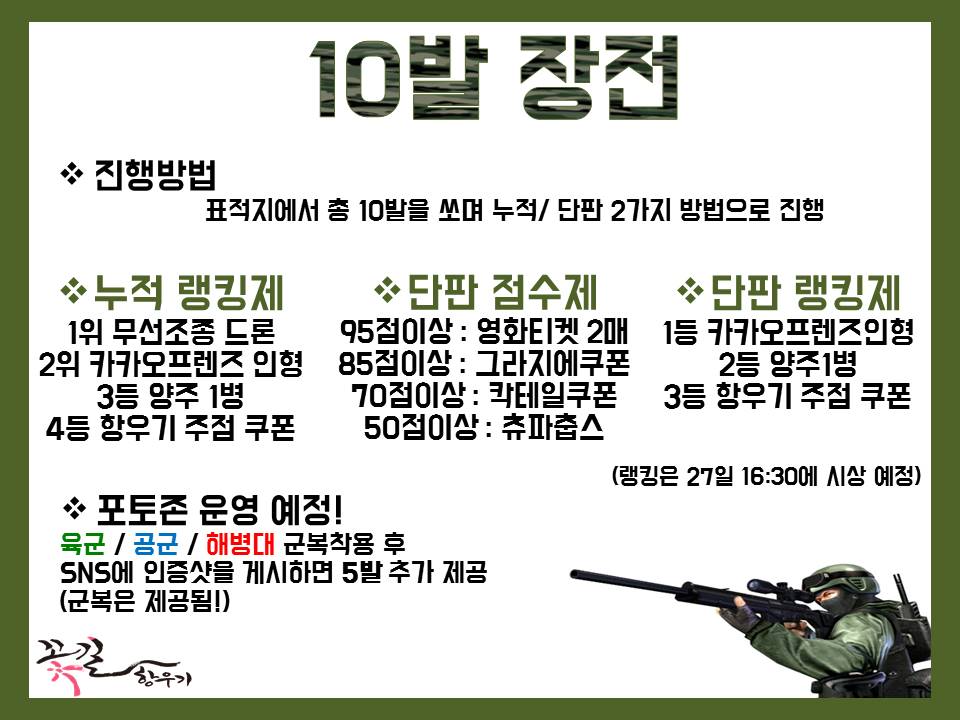 10발 장전
❖ 진행방법
표적지에서 총 10발을 쏘며 누적/ 단판 2가지 방법으로 진행
❖ 누적 랭킹제
1위 무선조종 드론
2위 카카오프렌즈 인형
3등 양주 1병
4등 항우기 주점 쿠폰
❖ 단판 점수제
95점이상 : 영화티켓 2매
85점이상 : 그라지에쿠폰
70점이상 : 칵테일쿠폰
50점이상 : 츄파춥스
❖ 단판 랭킹제
1등 카카오프렌즈인형
2등 양주1병
3등 항우기 주점 쿠폰
(랭킹은 27일 16:30에 시상 예정)
❖ 포토존 운영 예정!
육군 / 공군 / 해병대 군복착용 후
SNS에 인증샷을 게시하면 5발 추가 제공
(군복은 제공됨!)
꽃길 항우기